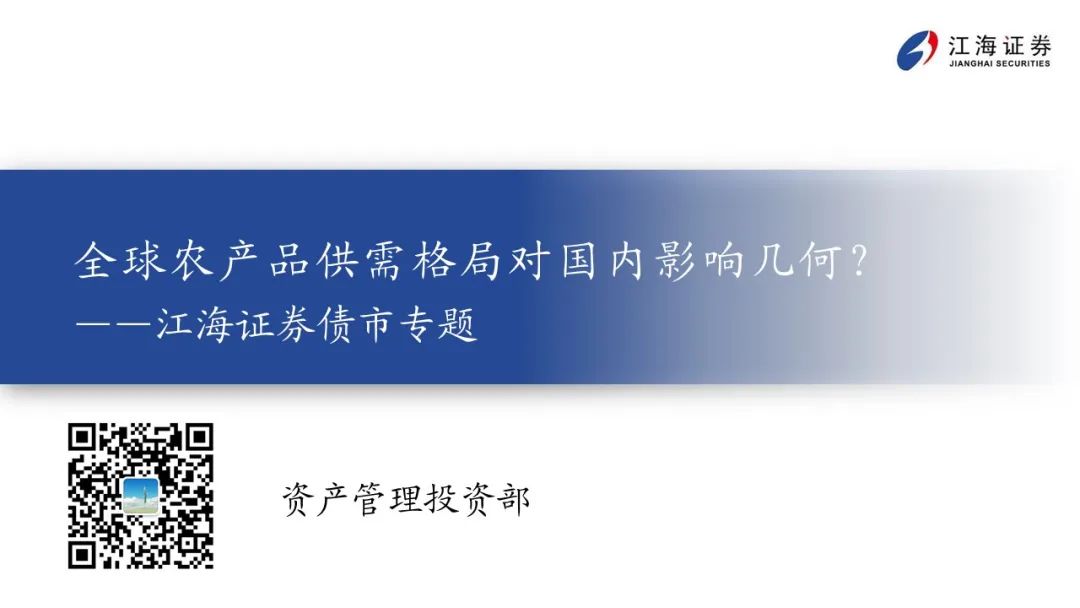 江海证券
JIANGHAI SECURITIES
全球农产品供需格局对国内影响几何？
——江海证券债市专题
资产管理投资部